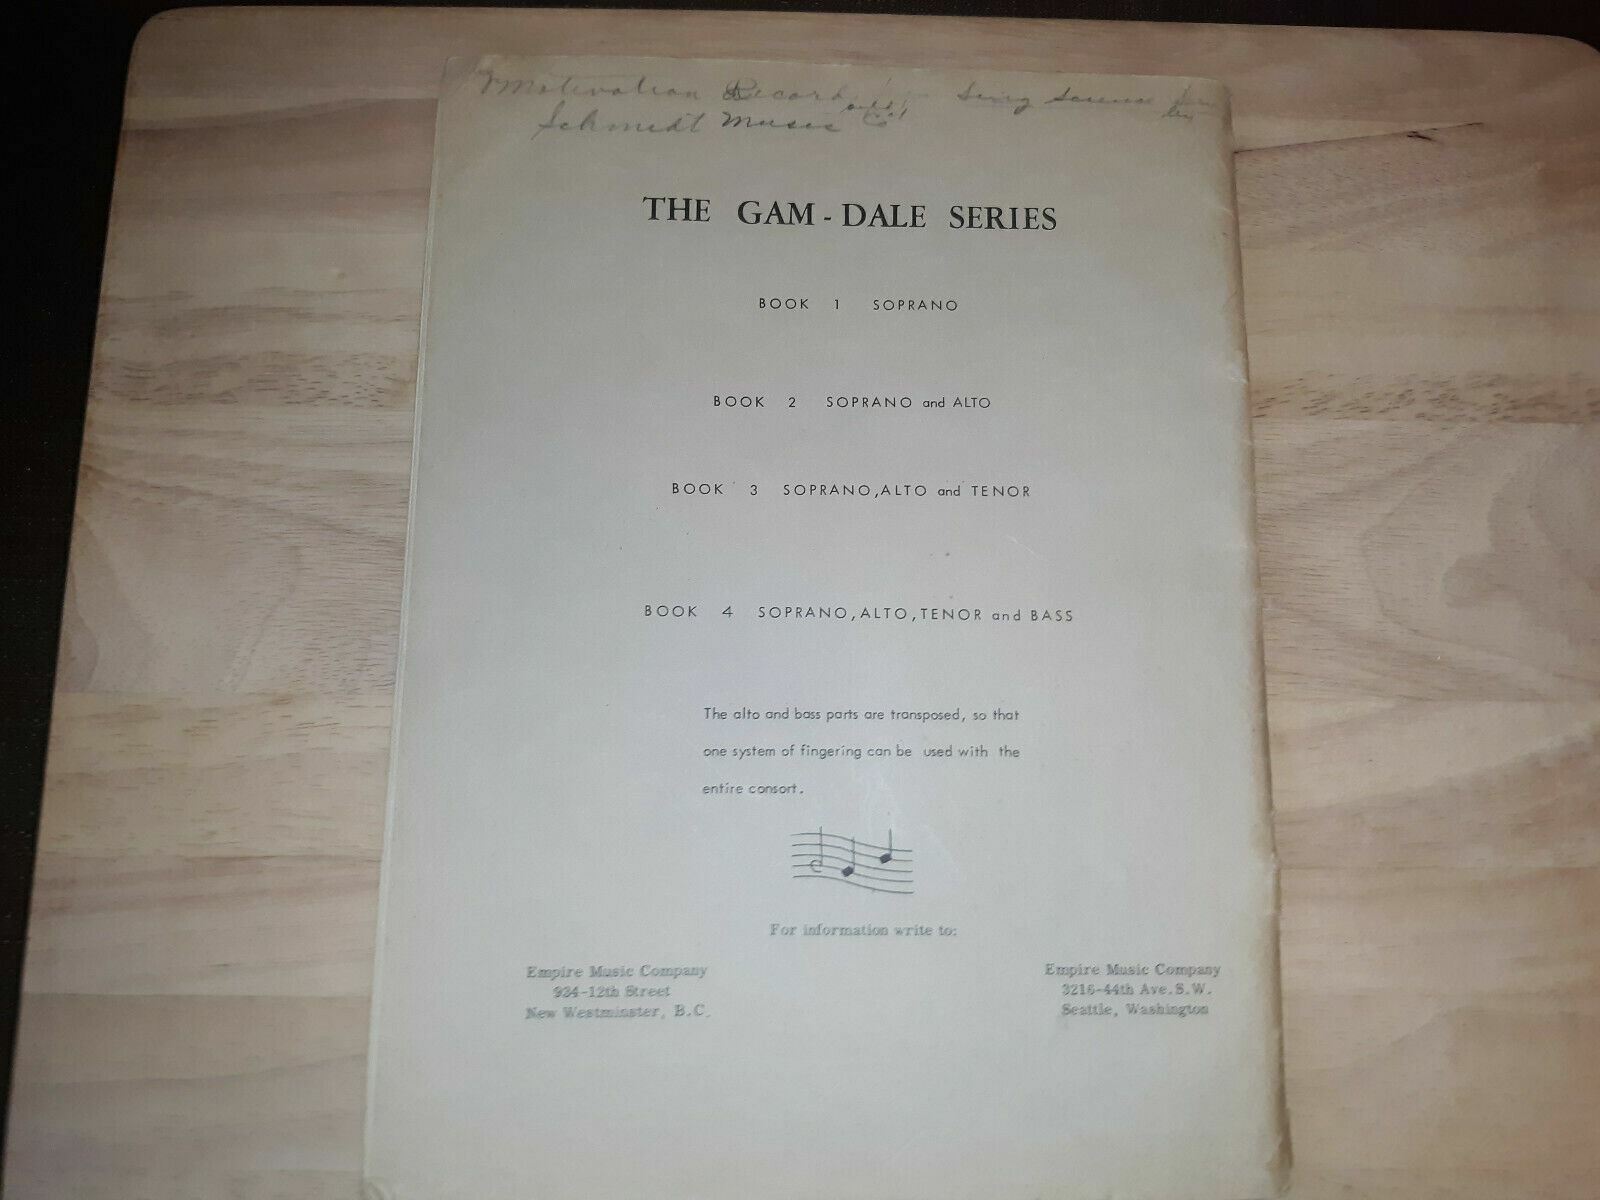 Motivation Record
Schmidt Music Co.
THE GAM - DALE SERIES
BOOK 1 SOPRANO
BOOK 2 SOPRANO and ALTO
BOOK 3 SOPRANO, ALTO and TENOR
BOOK 4 SOPRANO, ALTO, TENOR and BASS
The alto and bass parts are transposed, so that
one system of fingering can be used with the
entire consort.
For information write to:
Empire Music Company
934-12th Street
New Westminster, B.C.
Empire Music Company
3216-44th Ave. S.W.
Seattle, Washington